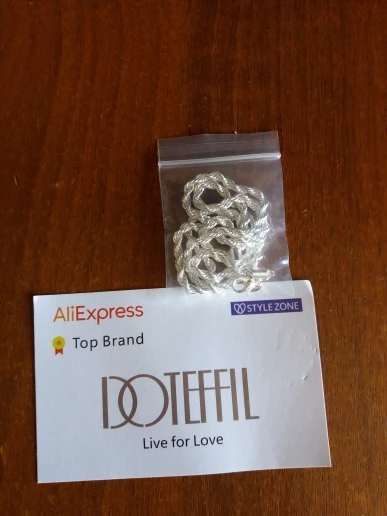 AliExpress
STYLE ZONE
Top Brand
DOTEFFIL
Live for Love